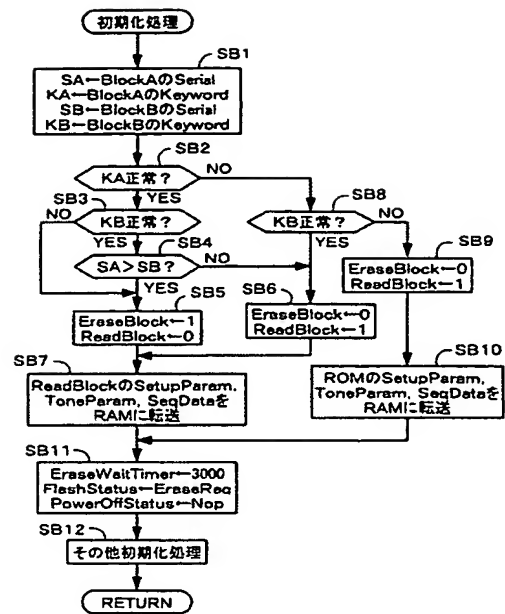 初期化処理
SB1
SA←BlockAのSerial
KA←BlockAのKeyword
SB←BlockBのSerial
KB←BlockBのKeyword
SB2
KA正常?
NO
YES
SB3
KB正常?
NO
YES
SB8
KB正常?
NO
YES
SB4
SA>SB?
NO
YES
SB9
EraseBlock←0
ReadBlock←1
SB5
EraseBlock←1
ReadBlock←0
SB6
EraseBlock←0
ReadBlock←1
SB7
ReadBlockのSetupParam,
ToneParam, SeqDataを
RAMに転送
SB10
ROMのSetupParam,
ToneParam, SeqDataを
RAMに転送
SB11
EraseWaitTimer←3000
FlashStatus←EraseReq
PowerOffStatus←Nop
SB12
その他初期化処理
RETURN